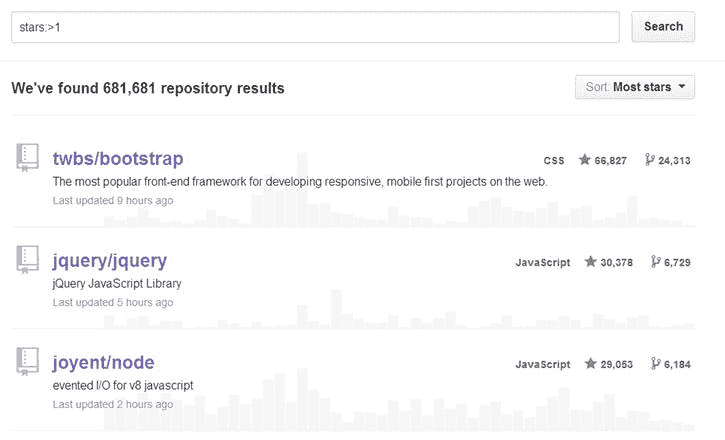 stars:>1
Search
We've found 681,681 repository results
Sort: Most stars
twbs/bootstrap
CSS 66,827 24,313
The most popular front-end framework for developing responsive, mobile first projects on the web.
Last updated 9 hours ago
jquery/jquery
JavaScript 30,378 6,729
jQuery JavaScript Library
Last updated 5 hours ago
joyent/node
JavaScript 29,053 6,184
evented I/O for v8 javascript
Last updated 2 hours ago